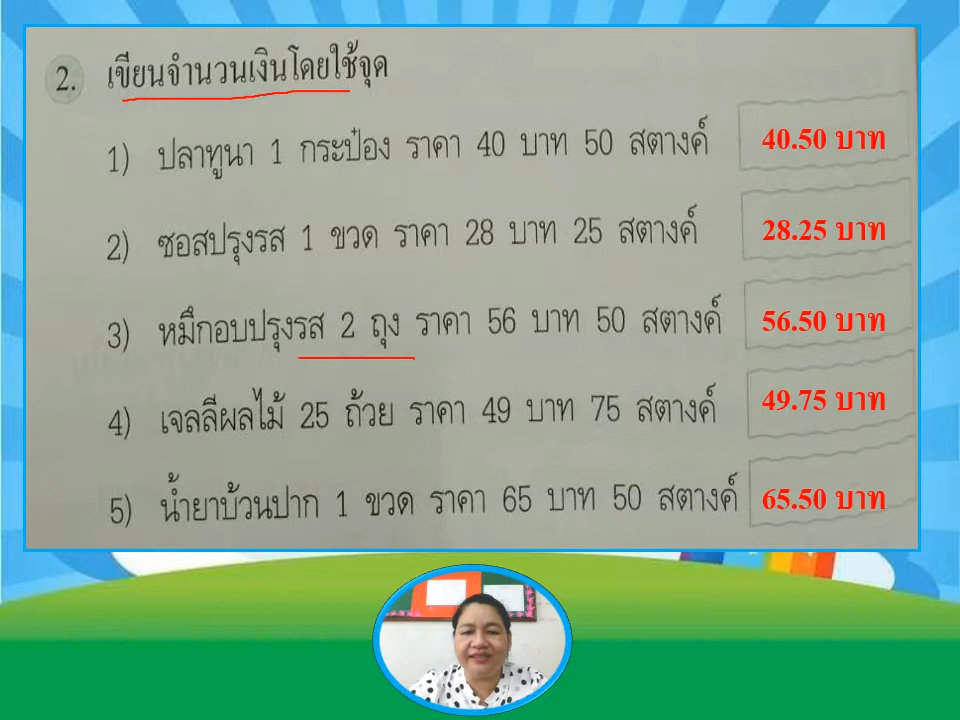 2. เขียนจำนวนเงินโดยใช้จุด
1) ปลาทูนา 1 กระป๋อง ราคา 40 บาท 50 สตางค์ 40.50 บาท
2) ซอสปรุงรส 1 ขวด ราคา 28 บาท 25 สตางค์ 28.25 บาท
3) หมึกอบปรุงรส 2 ถุง ราคา 56 บาท 50 สตางค์ 56.50 บาท
4) เจลลีผลไม้ 25 ถ้วย ราคา 49 บาท 75 สตางค์ 49.75 บาท
5) น้ำยาบ้วนปาก 1 ขวด ราคา 65 บาท 50 สตางค์ 65.50 บาท